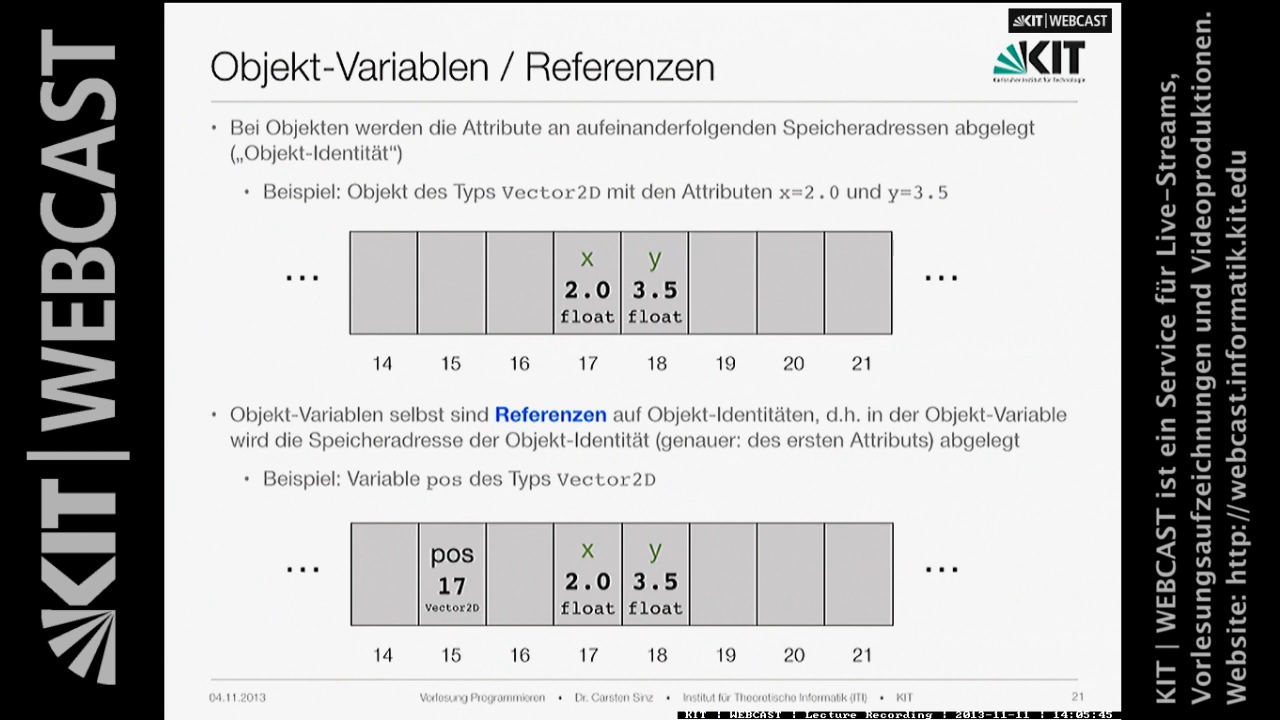 KIT | WEBCAST
KIT | WEBCAST
KIT
Karlsruher Institut für Technologie
Objekt-Variablen / Referenzen
• Bei Objekten werden die Attribute an aufeinanderfolgenden Speicheradressen abgelegt
(„Objekt-Identität“)
• Beispiel: Objekt des Typs Vector2D mit den Attributen x=2.0 und y=3.5
x y
... 2.0 3.5 ...
float float
14 15 16 17 18 19 20 21
• Objekt-Variablen selbst sind Referenzen auf Objekt-Identitäten, d.h. in der Objekt-Variable
wird die Speicheradresse der Objekt-Identität (genauer: des ersten Attributs) abgelegt
• Beispiel: Variable pos des Typs Vector2D
pos x y
... 17 2.0 3.5 ...
Vector2D float float
14 15 16 17 18 19 20 21
04.11.2013 Vorlesung Programmieren • Dr. Carsten Sinz • Institut für Theoretische Informatik (ITI) • KIT 21
KIT | WEBCAST | Lecture Recording | 2013-11-11 | 14:05:45
KIT | WEBCAST ist ein Service für Live-Streams,
Vorlesungsaufzeichnungen und Videoproduktionen.
Website: http://webcast.informatik.kit.edu